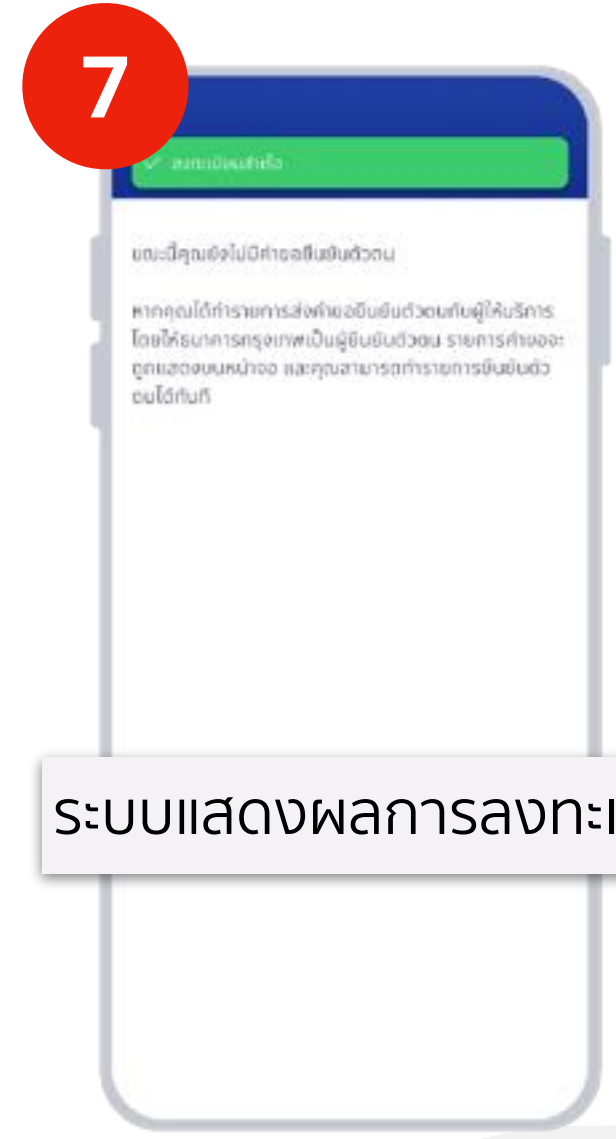 7
ลงทะเบียนสำเร็จ
ขณะนี้คุณยังไม่มีคำขอยืนยันตัวตน
หากคุณได้ทำรายการส่งคำขอยืนยันตัวตนกับผู้ให้บริการ
โดยให้ธนาคารกรุงเทพเป็นผู้ยืนยันตัวตน รายการคำขอจะ
ถูกแสดงบนหน้าจอ และคุณสามารถทำรายการยืนยันตัว
ตนได้ทันที
ระบบแสดงผลการลงทะเ